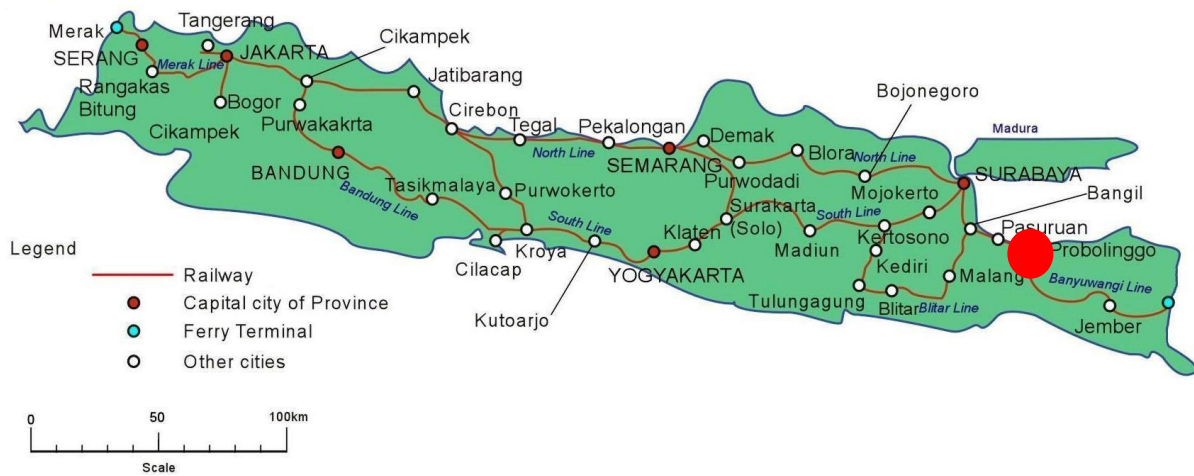 Merak
Tangerang
SERANG
Merak Line
JAKARTA
Cikampek
Rangakas
Bitung
Bogor
Cikampek
Purwakakrta
Jatibarang
Cirebon
BANDUNG
Bandung Line
Tasikmalaya
Tegal
North Line
Pekalongan
SEMARANG
Demak
Purwodadi
Blora
Bojonegoro
North Line
Madura
SURABAYA
Mojokerto
Bangil
Purwokerto
South Line
Surakarta
(Solo)
South Line
Klaten
Madiun
Kertosono
Pasuruan
Probolinggo
Kediri
Malang
Banyuwangi Line
Cilacap
Kroya
YOGYAKARTA
Kutoarjo
Tulungagung
Blitar
Blitar Line
Jember
Legend
Railway
Capital city of Province
Ferry Terminal
Other cities
0 50 100km
Scale